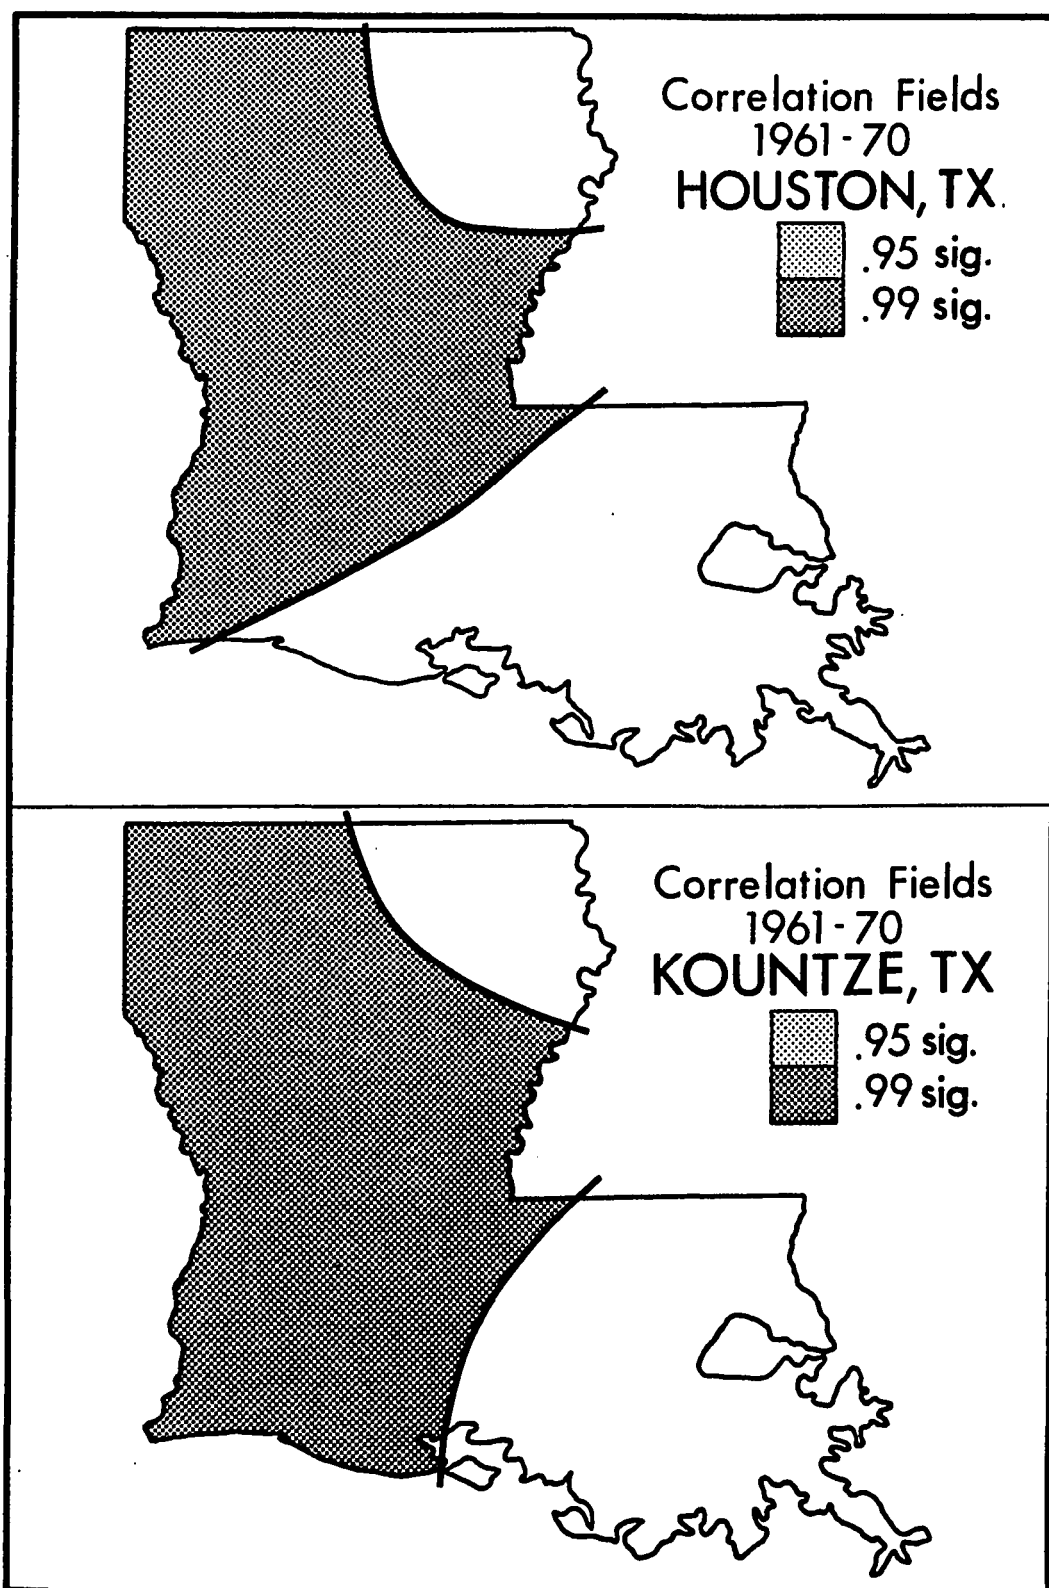 Correlation Fields
1961-70
HOUSTON, TX.
.95 sig.
.99 sig.
Correlation Fields
1961-70
KOUNTZE, TX
.95 sig.
.99 sig.